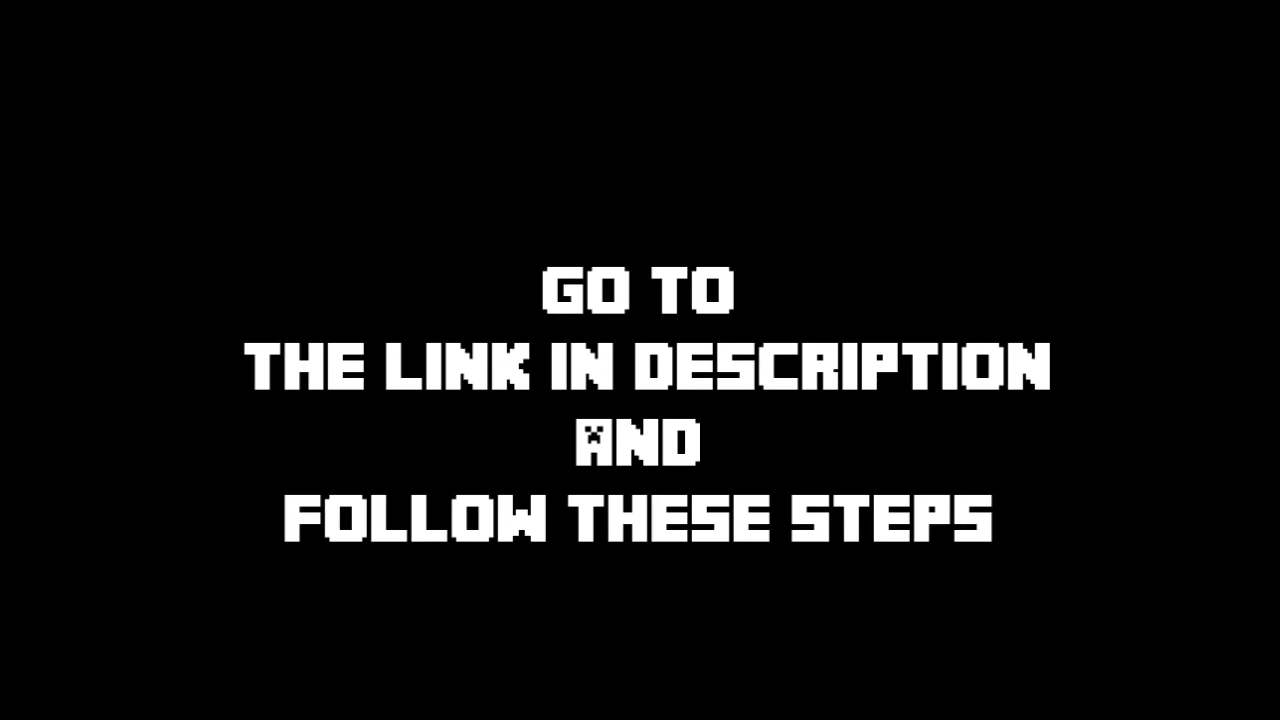 GO TO
THE LINK IN DESCRIPTION
AND
FOLLOW THESE STEPS